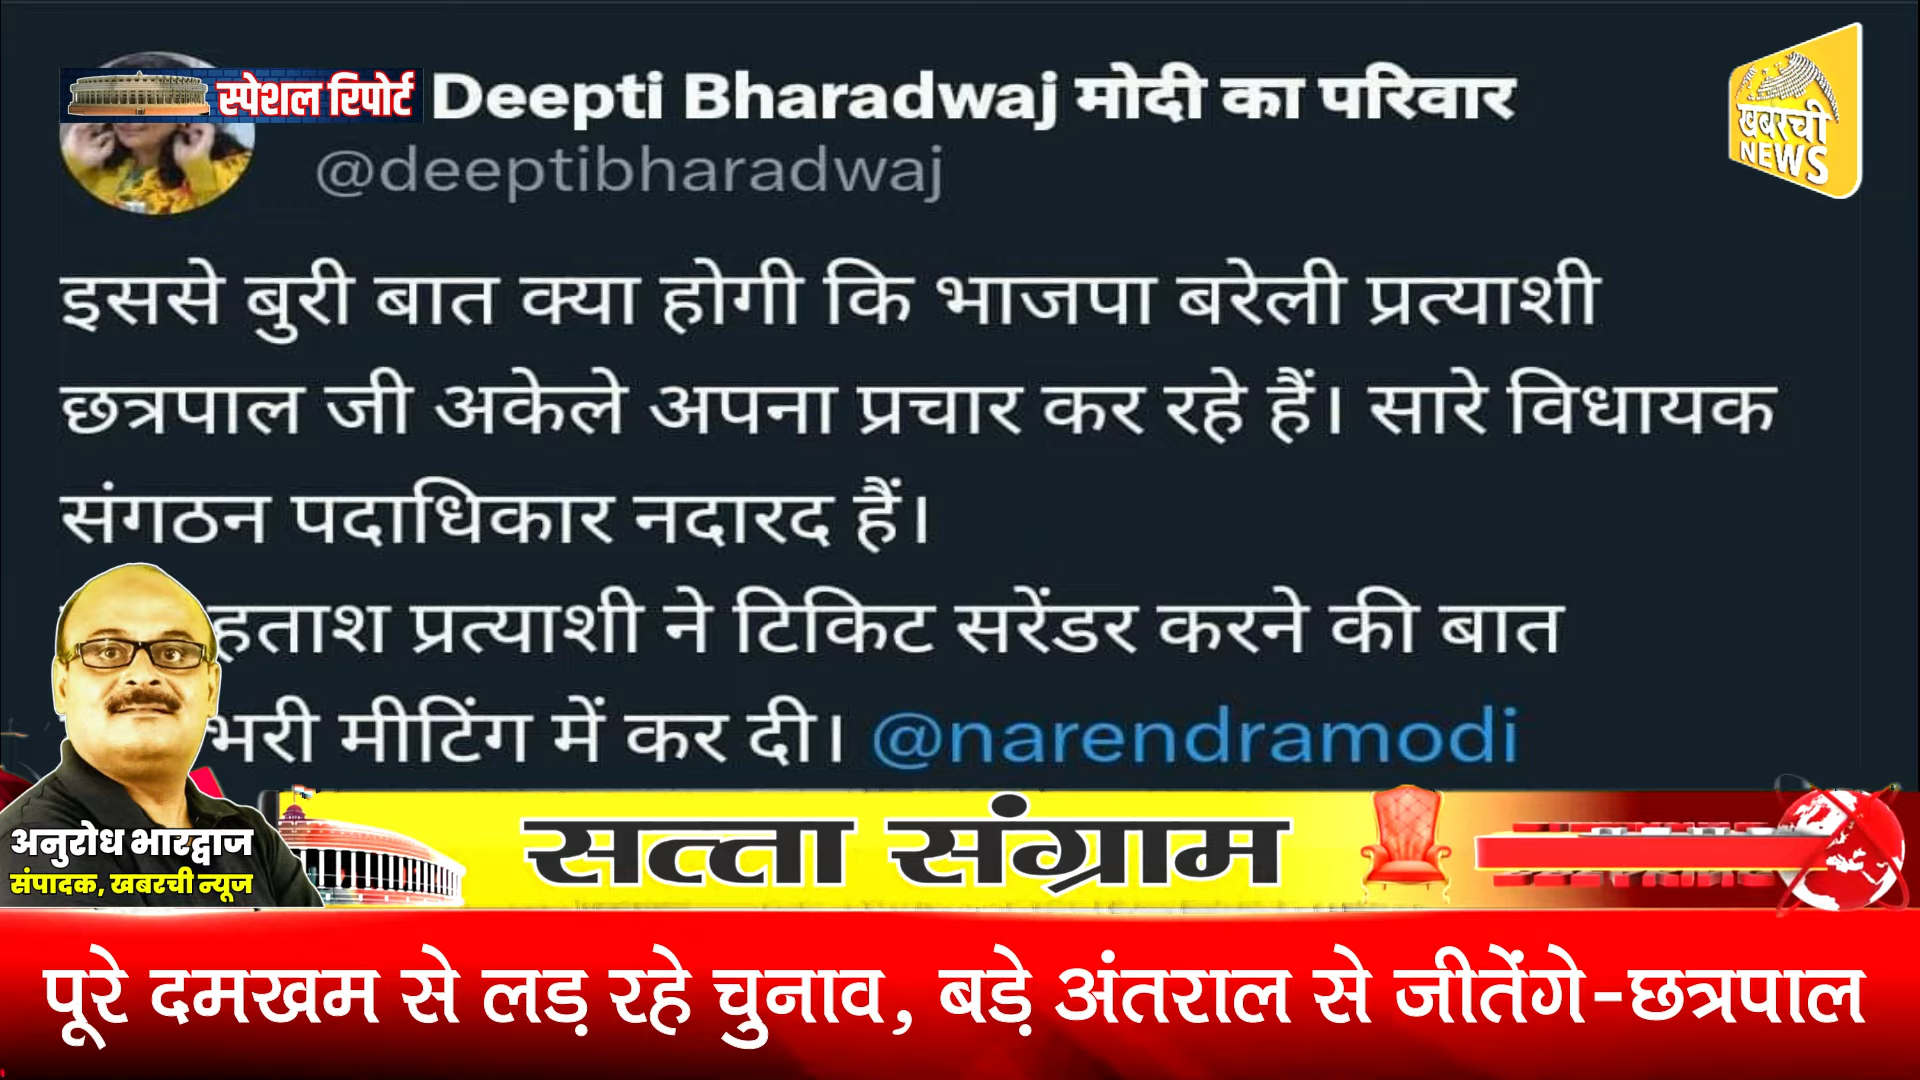 स्पेशल रिपोर्ट
Deepti Bharadwaj मोदी का परिवार
@deeptibharadwaj
खबरची
NEWS
इससे बुरी बात क्या होगी कि भाजपा बरेली प्रत्याशी
छत्रपाल जी अकेले अपना प्रचार कर रहे हैं। सारे विधायक
संगठन पदाधिकार नदारद हैं।
हताश प्रत्याशी ने टिकिट सरेंडर करने की बात
भरी मीटिंग में कर दी। @narendramodi
अनुरोध भारद्वाज
संपादक, खबरची न्यूज
सत्ता संग्राम
पूरे दमखम से लड़ रहे चुनाव, बड़े अंतराल से जीतेंगे-छत्रपाल